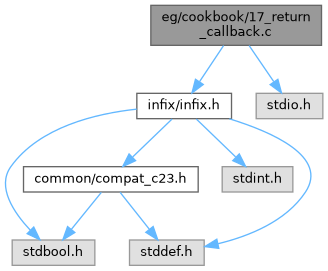 eg/cookbook/17_return
_callback.c
infix/infix.h
stdio.h
common/compat_c23.h
stdint.h
stdbool.h
stddef.h